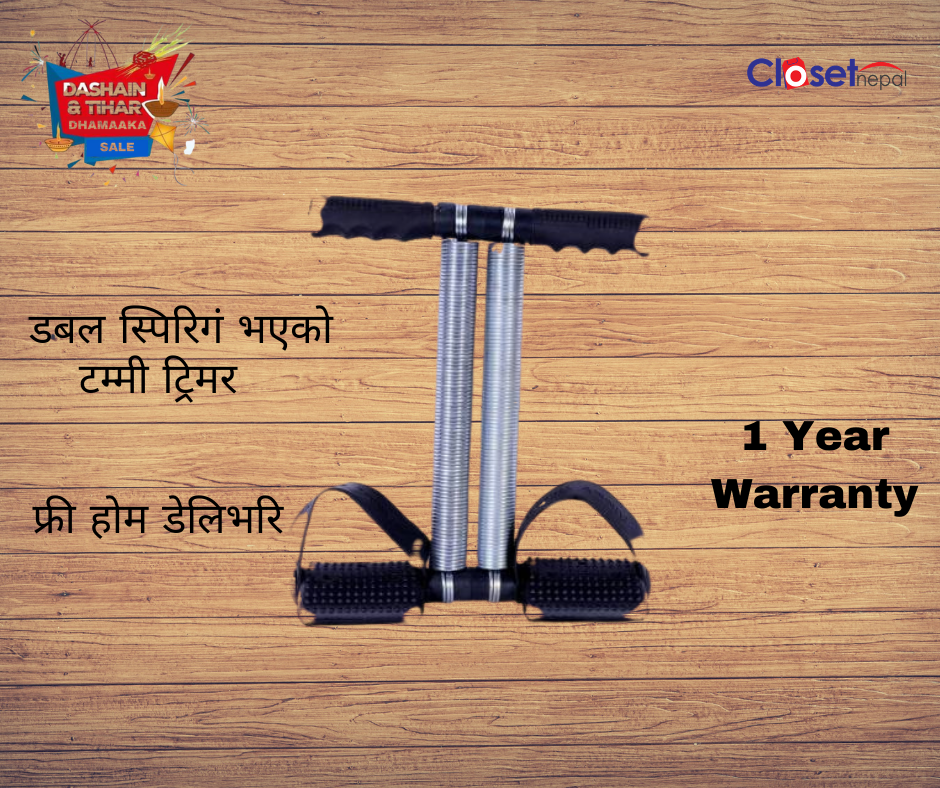 DASHAIN
& TIHAR
DHAMAAKA
SALE
Closetnepal
डबल स्पिरिगं भएको
टम्मी ट्रिमर
फ्री होम डेलिभरि
1 Year
Warranty